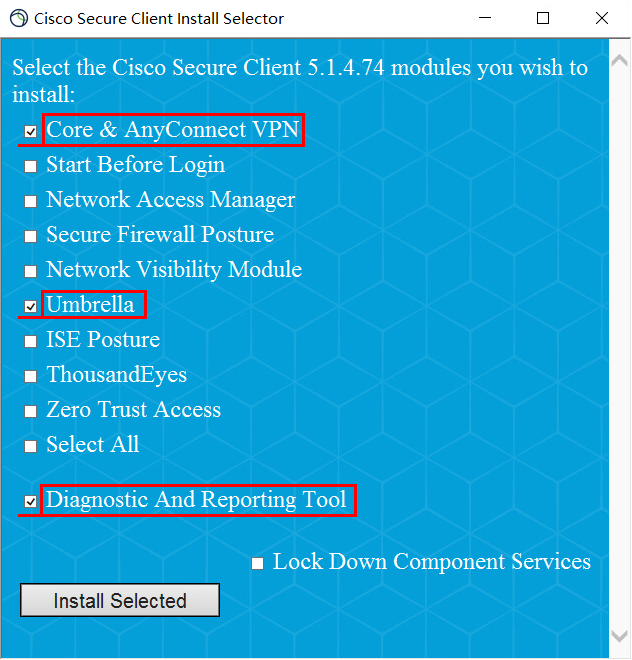 Cisco Secure Client Install Selector
Select the Cisco Secure Client 5.1.4.74 modules you wish to
install:
Core & AnyConnect VPN
Start Before Login
Network Access Manager
Secure Firewall Posture
Network Visibility Module
Umbrella
ISE Posture
ThousandEyes
Zero Trust Access
Select All
Diagnostic And Reporting Tool
Lock Down Component Services
Install Selected